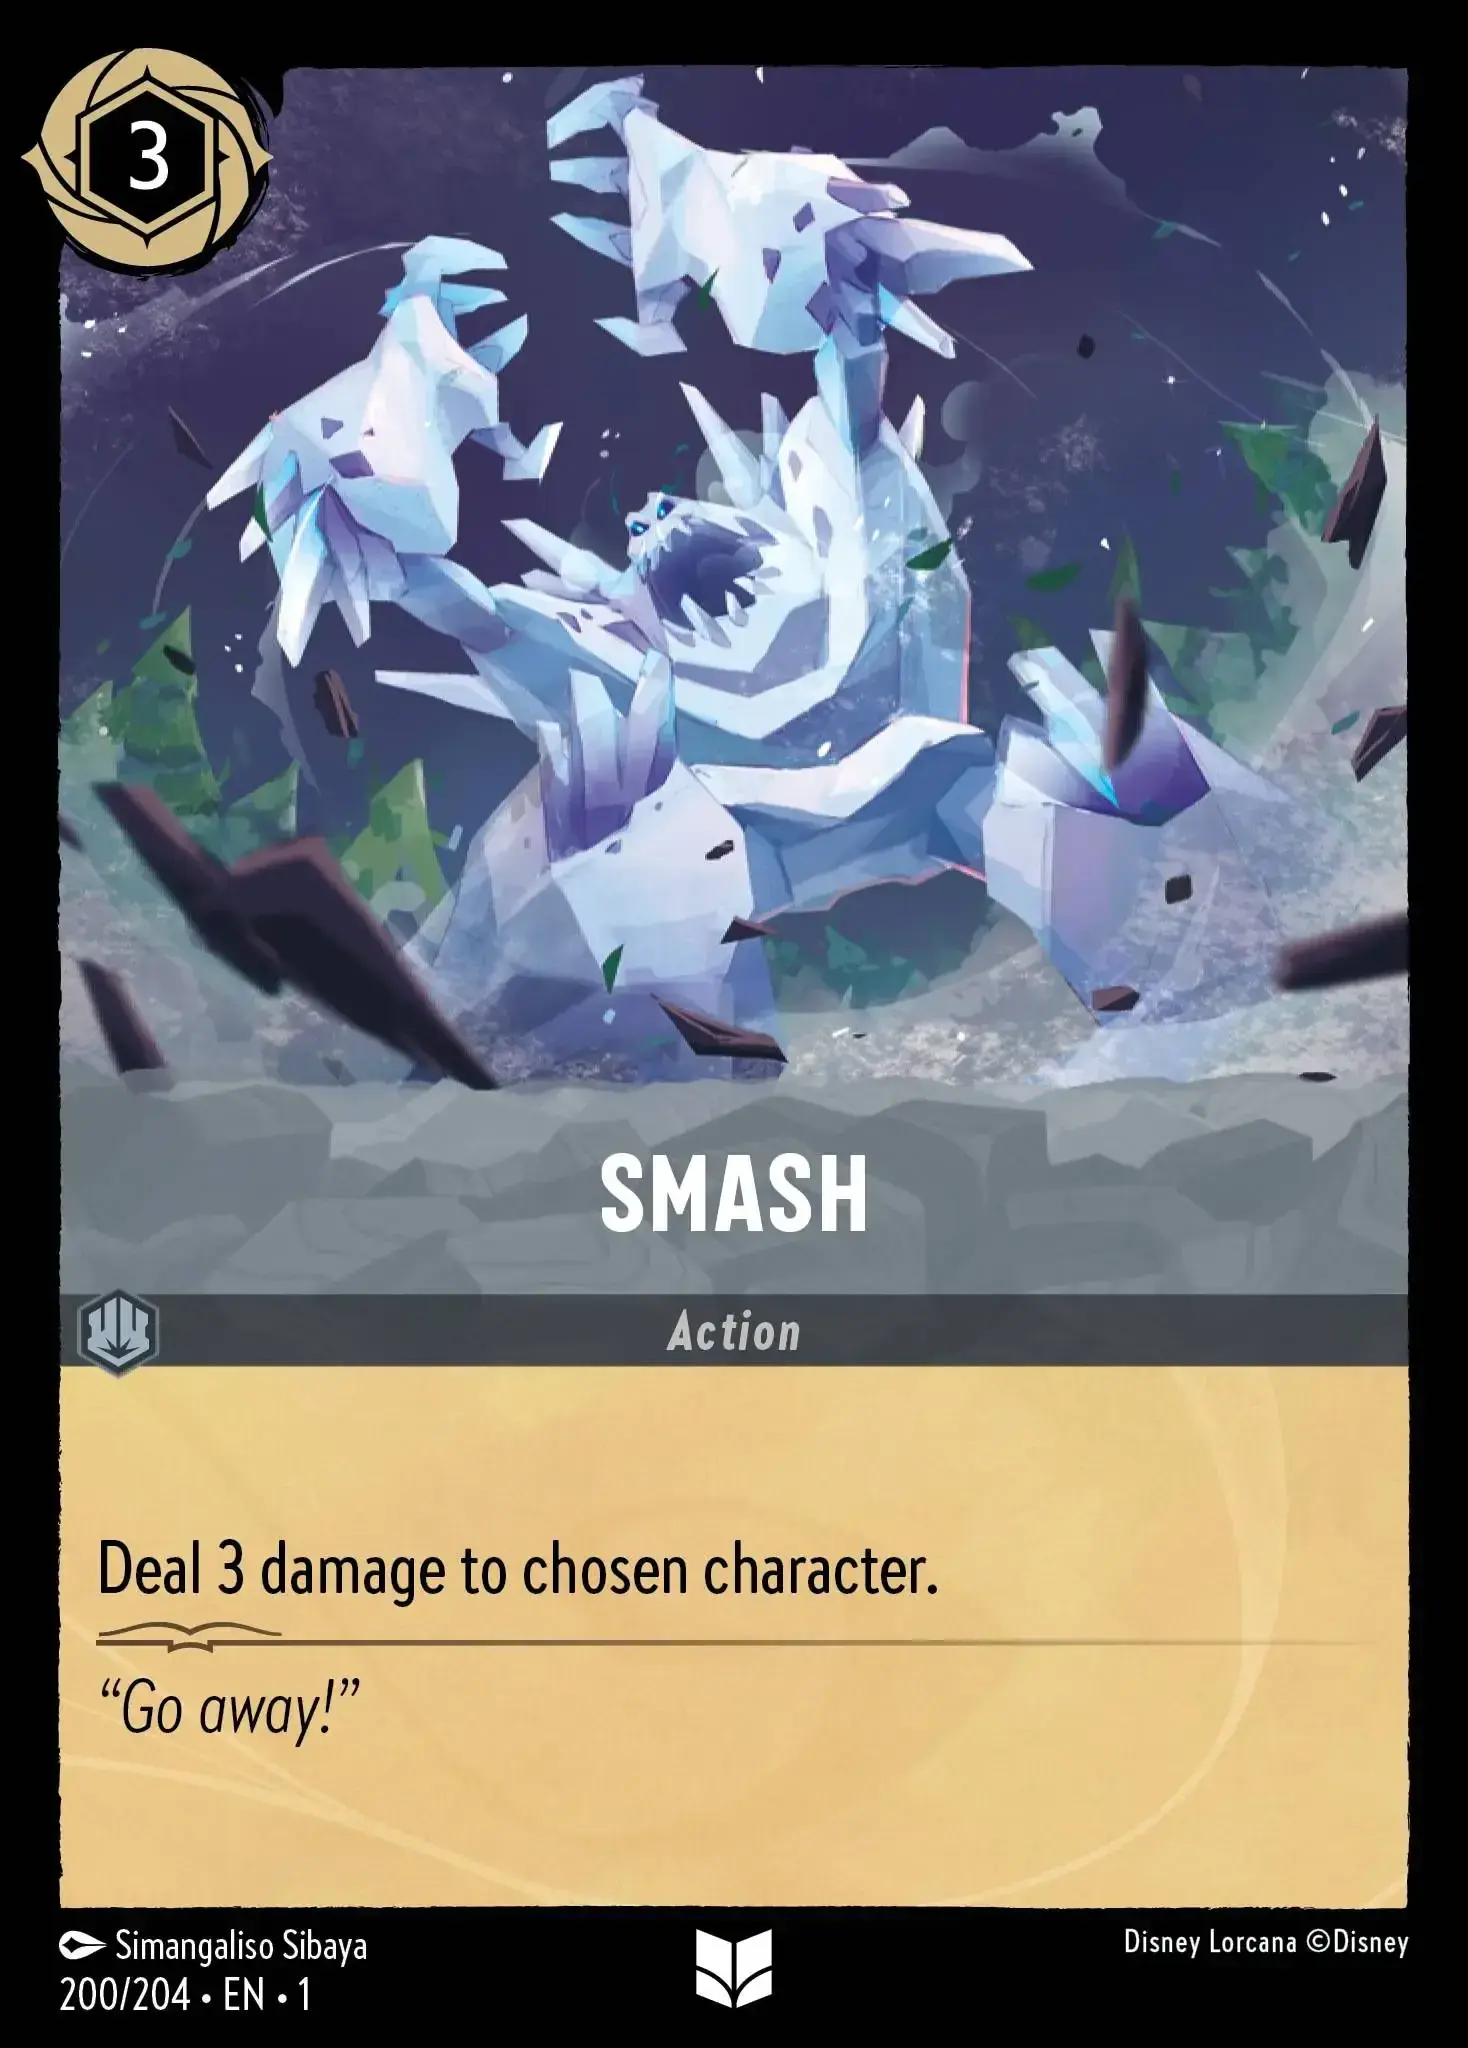 3
SMASH
Action
Deal 3 damage to chosen character.
“Go away!”
Simangaliso Sibaya
Disney Lorcana ©Disney
200/204 • EN • 1